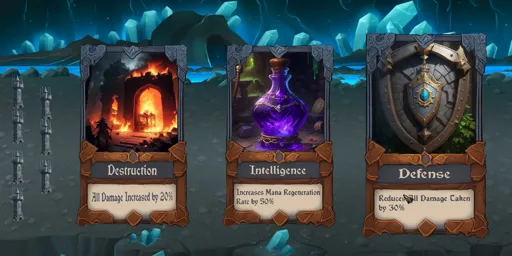 Destruction
All Damage Increased by 20%
Intelligence
Increases Mana Regeneration
Rate by 50%
Defense
Reduces All Damage Taken
by 30%